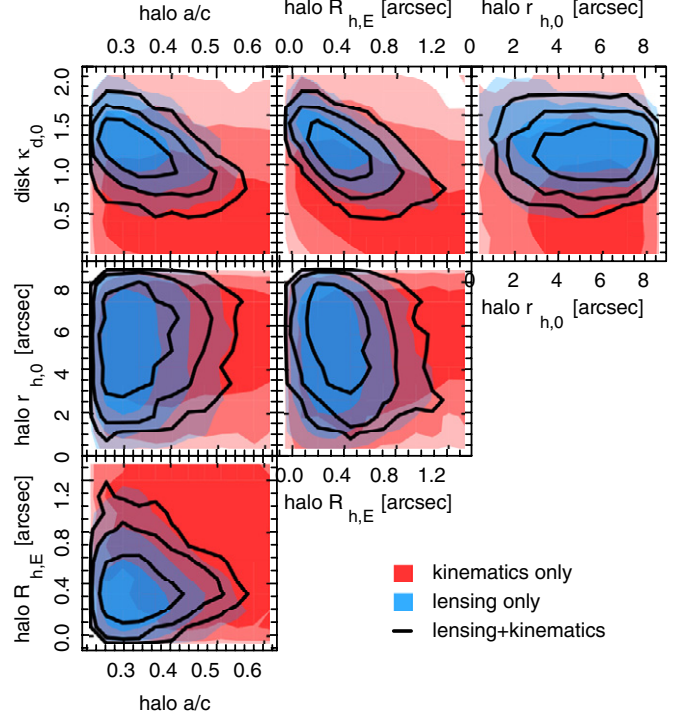 halo a/c
halo R h,E [arcsec]
halo r h,0 [arcsec]
0.3 0.4 0.5 0.6
0.0 0.4 0.8 1.2
0 2 4 6 8
disk κ d,0
2.0
1.5
1.0
0.5
0 2 4 6 8
halo r h,0 [arcsec]
halo r h,0 [arcsec]
8
6
4
2
0
0.0 0.4 0.8 1.2
halo R h,E [arcsec]
halo R h,E [arcsec]
1.2
0.8
0.4
0.0
0.3 0.4 0.5 0.6
halo a/c
kinematics only
lensing only
lensing+kinematics